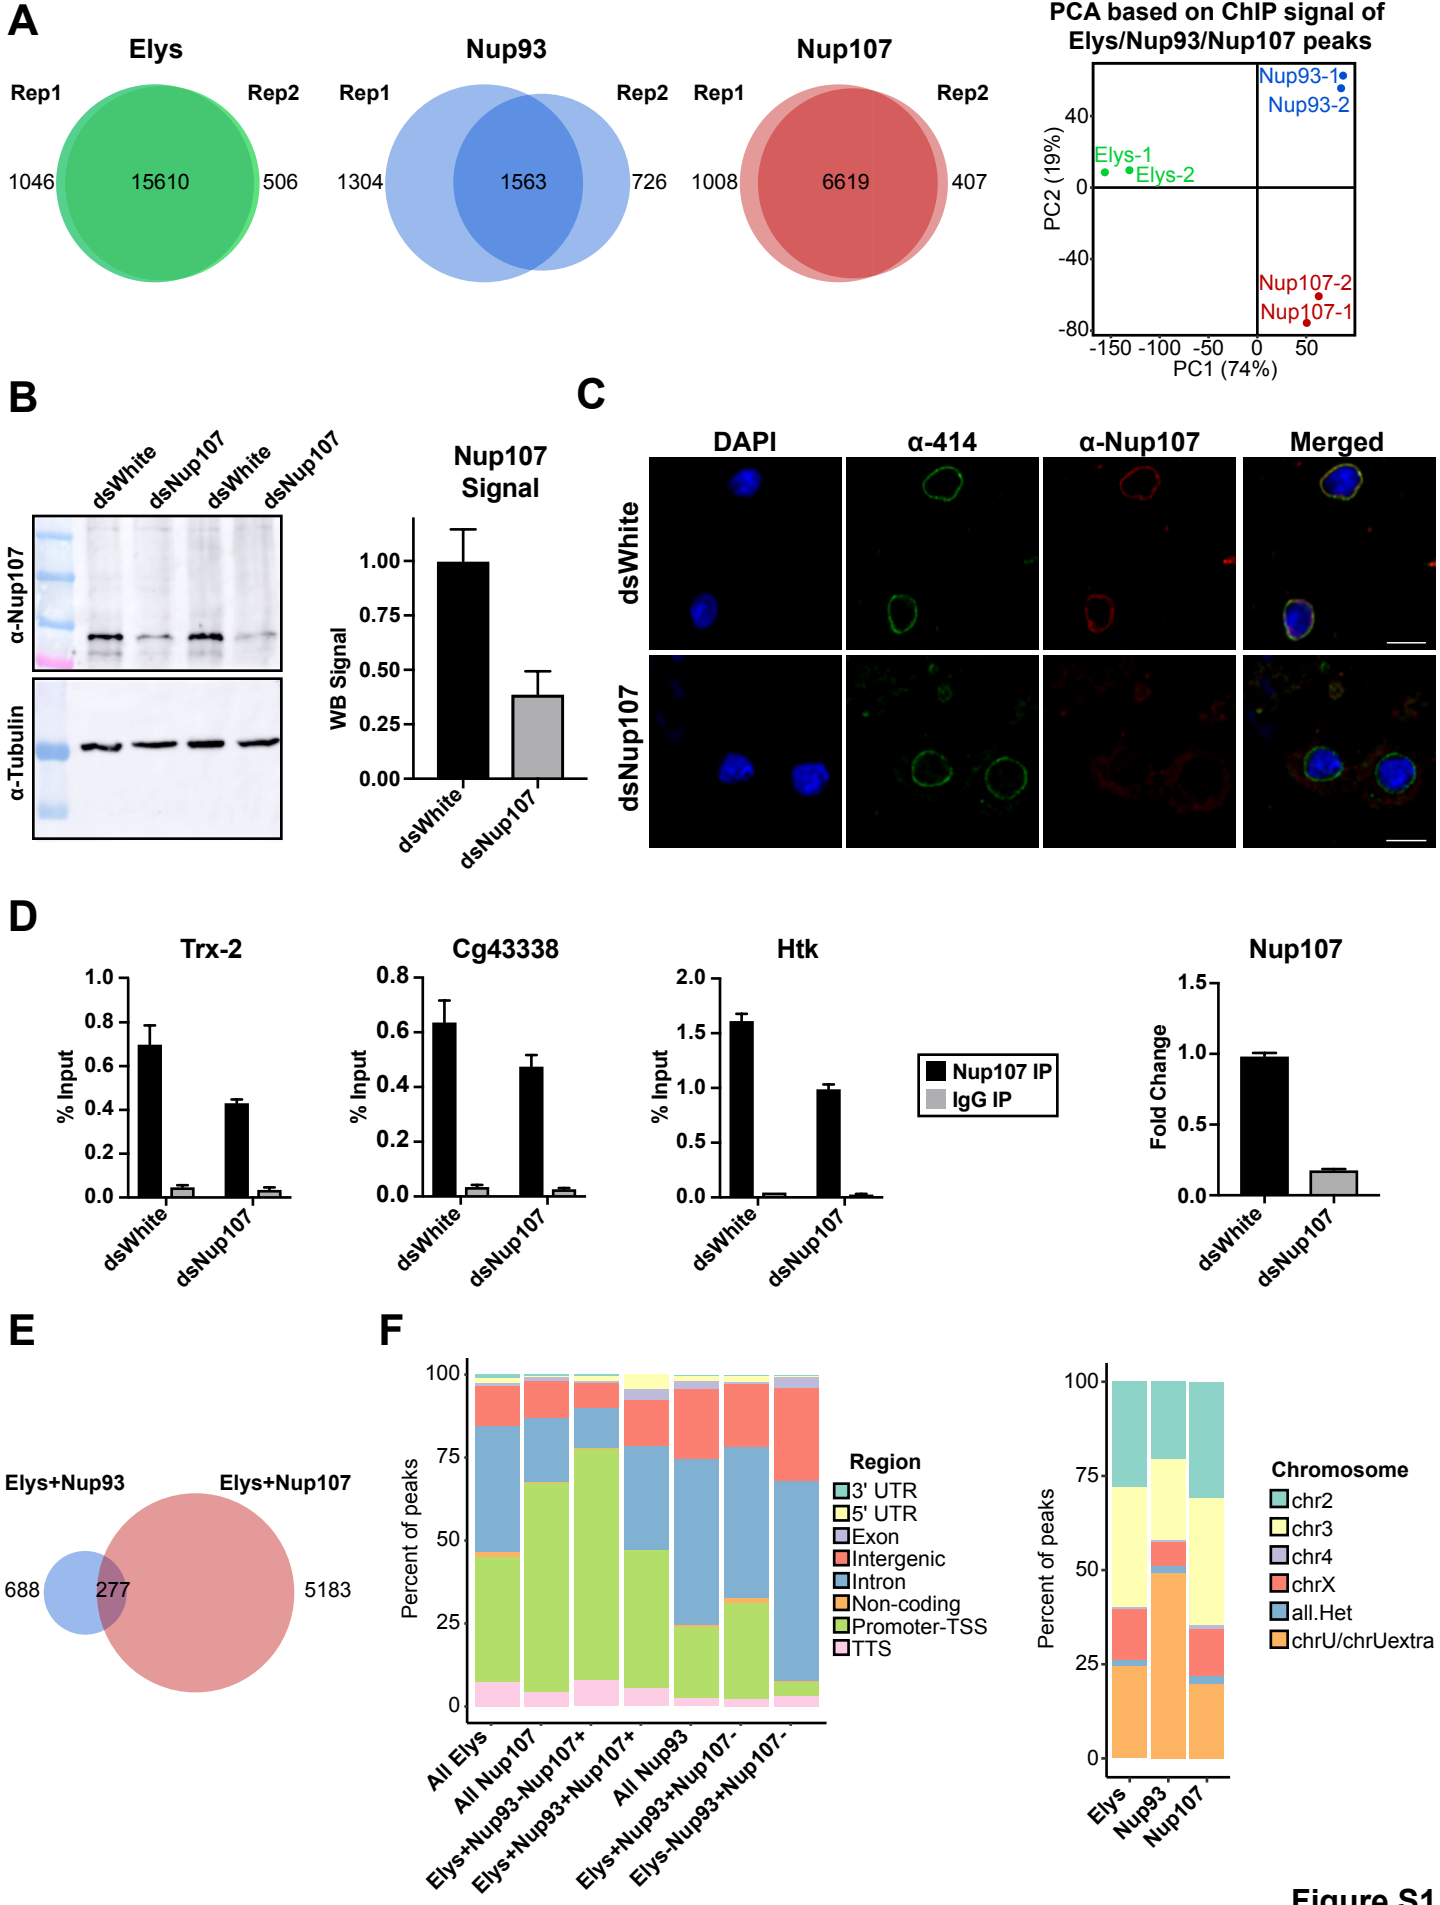 A
Elys
Nup93
Nup107
PCA based on ChIP signal of
Elys/Nup93/Nup107 peaks
Rep1
Rep2
Rep1
Rep2
Rep1
Rep2
1046
15610
506
1304
1563
726
1008
6619
407
Nup93-1
Nup93-2
Elys-1
Elys-2
Nup107-2
Nup107-1
PC2 (19%)
40
0
-40
-80
-150 -100 -50 0 50
PC1 (74%)
B
dsWhite
dsNup107
dsWhite
dsNup107
α-Nup107
α-Tubulin
Nup107
Signal
WB Signal
1.00
0.75
0.50
0.25
0.00
dsWhite
dsNup107
C
DAPI
α-414
α-Nup107
Merged
dsWhite
dsNup107
D
Trx-2
% Input
1.0
0.8
0.6
0.4
0.2
0.0
dsWhite
dsNup107
Cg43338
% Input
0.8
0.6
0.4
0.2
0.0
dsWhite
dsNup107
Htk
% Input
2.0
1.5
1.0
0.5
0.0
dsWhite
dsNup107
Nup107 IP
IgG IP
Nup107
Fold Change
1.5
1.0
0.5
0.0
dsWhite
dsNup107
E
Elys+Nup93
Elys+Nup107
688
277
5183
F
Percent of peaks
100
75
50
25
0
All Elys
All Nup107
Elys+Nup93-Nup107+
Elys+Nup93+Nup107+
All Nup93
Elys+Nup93+Nup107-
Elys-Nup93+Nup107-
Region
3' UTR
5' UTR
Exon
Intergenic
Intron
Non-coding
Promoter-TSS
TTS
Percent of peaks
100
75
50
25
0
Elys
Nup93
Nup107
Chromosome
chr2
chr3
chr4
chrX
all.Het
chrU/chrUextra
Figure S1